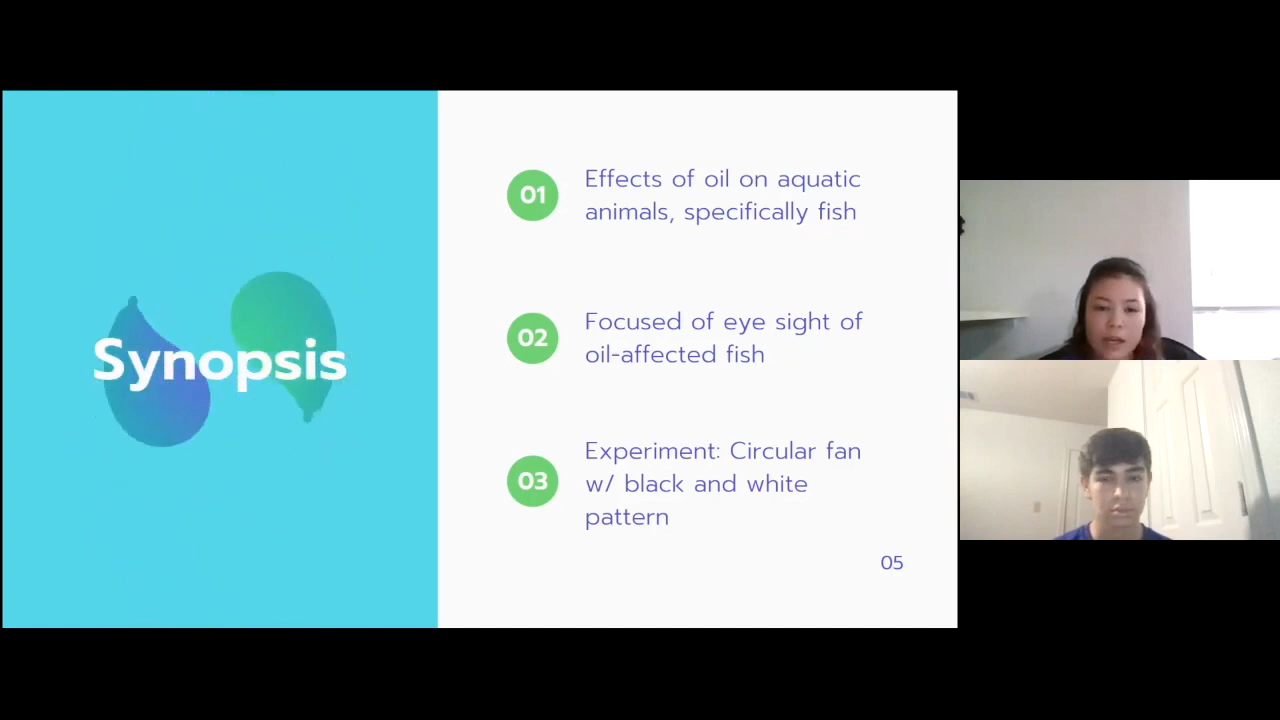 Synopsis
01
Effects of oil on aquatic
animals, specifically fish
02
Focused of eye sight of
oil-affected fish
03
Experiment: Circular fan
w/ black and white
pattern
05